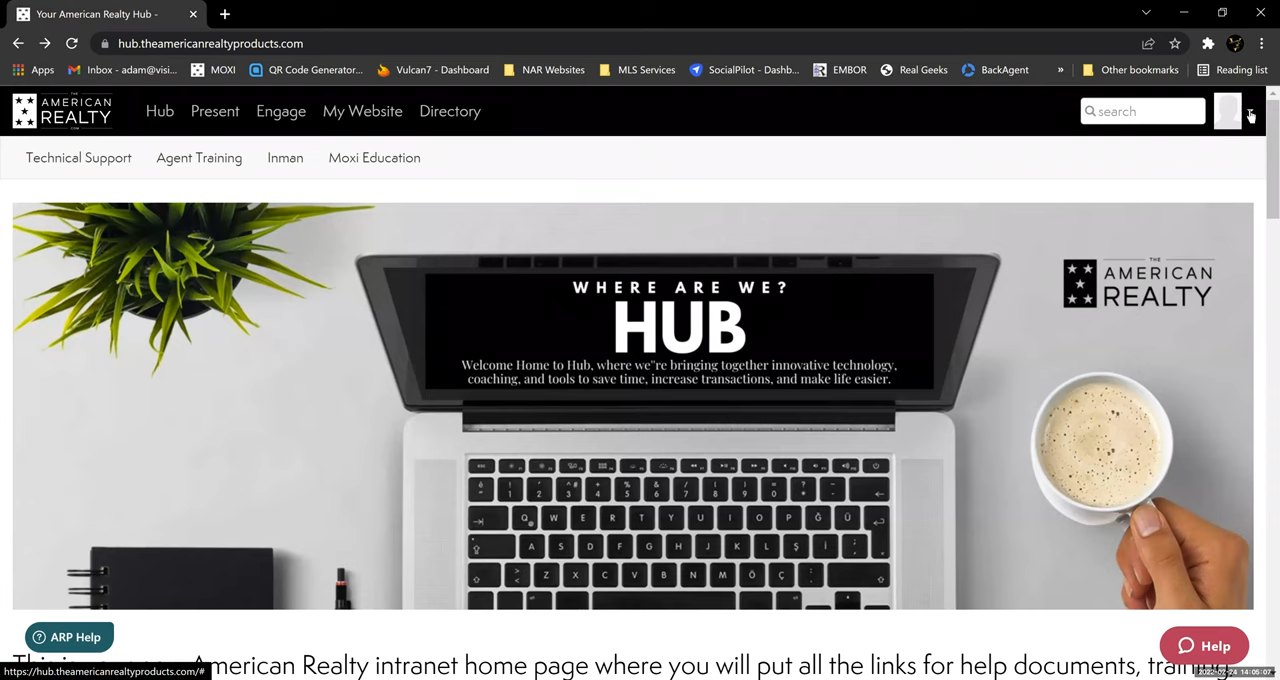 Your American Realty Hub -
hub.theamericanrealtyproducts.com
Apps
Inbox - adam@visi...
MOXI
QR Code Generator...
Vulcan7 - Dashboard
NAR Websites
MLS Services
SocialPilot - Dashb...
EMBOR
Real Geeks
BackAgent
»
Other bookmarks
Reading list
THE
AMERICAN
REALTY
.COM
Hub
Present
Engage
My Website
Directory
search
Technical Support
Agent Training
Inman
Moxi Education
WHERE ARE WE?
HUB
Welcome Home to Hub, where we"re bringing together innovative technology,
coaching, and tools to save time, increase transactions, and make life easier.
THE
AMERICAN
REALTY
ARP Help
Help
American Realty intranet home page where you will put all the links for help documents, training
https://hub.theamericanrealtyproducts.com/#